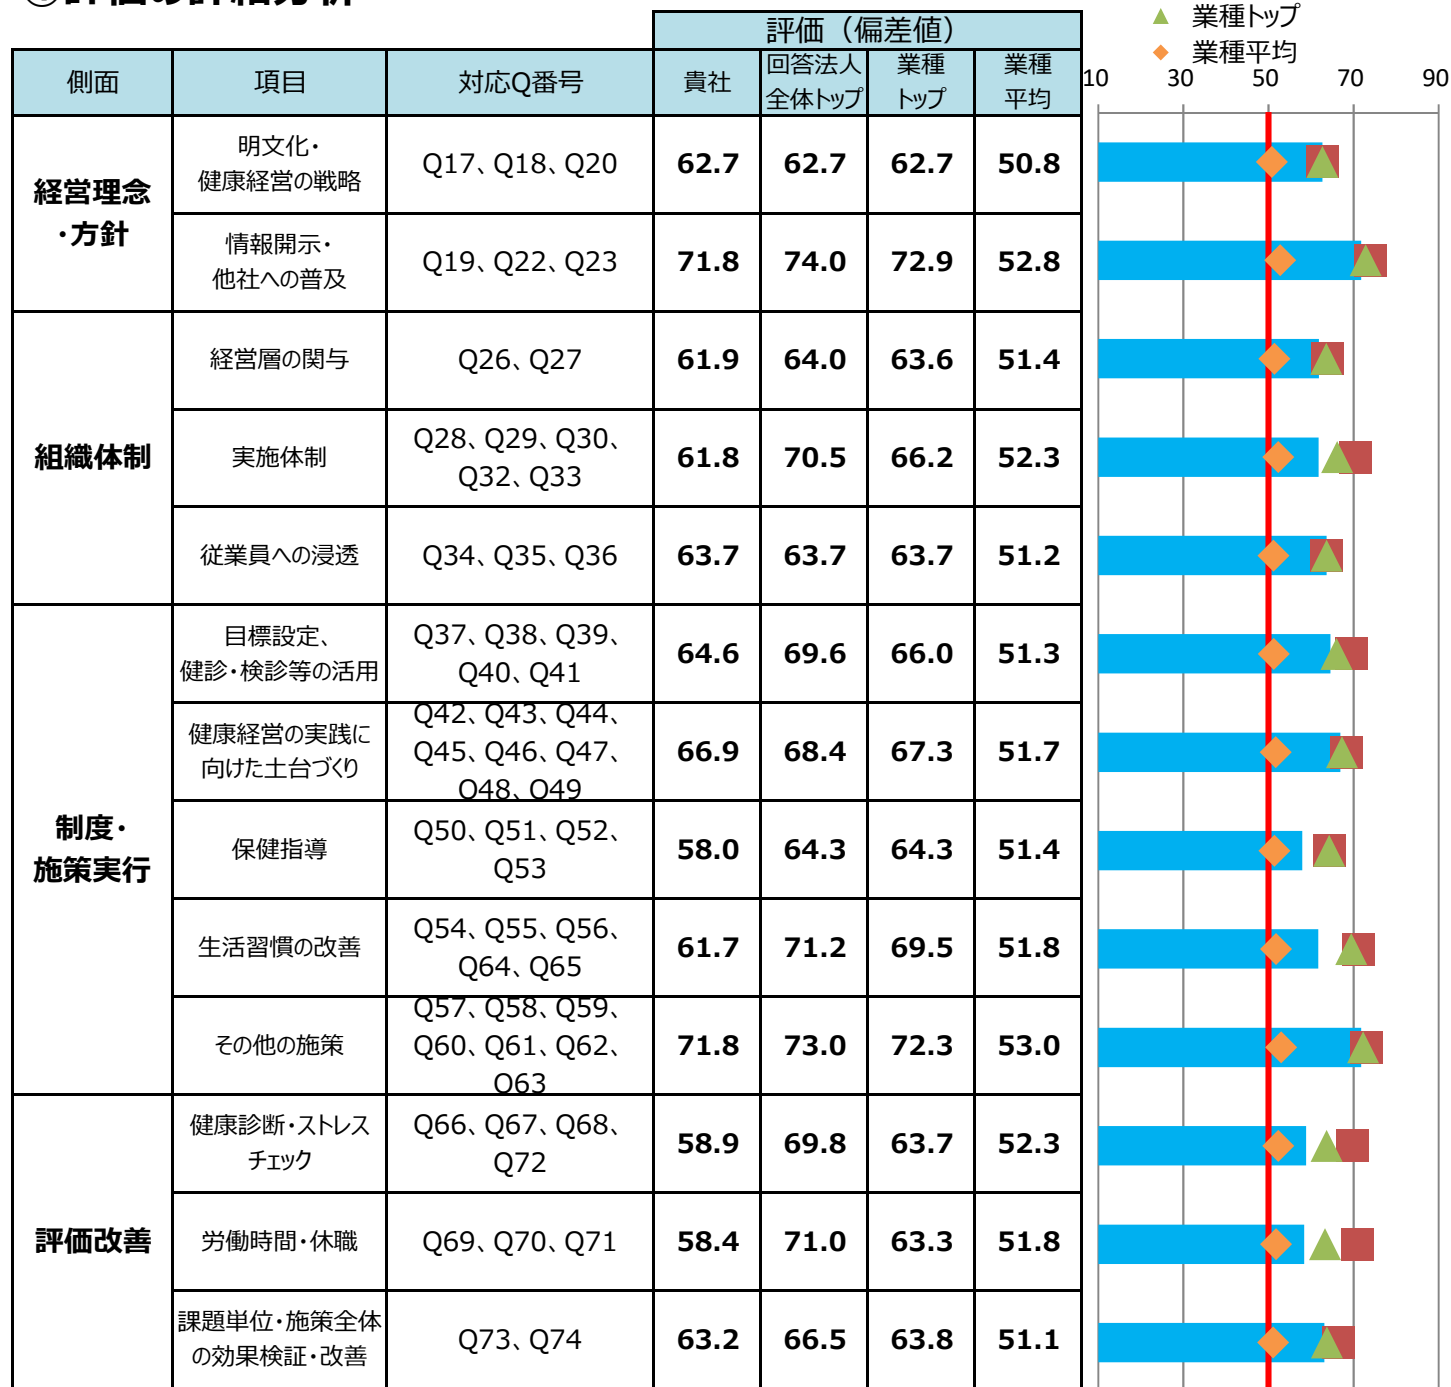 ②評価の詳細分析
▲ 業種トップ
◆ 業種平均
評価（偏差値）
側面 項目 対応Q番号 貴社 回答法人 業種 業種
全体トップ トップ 平均
10 30 50 70 90
経営理念
・方針
明文化・
健康経営の戦略
Q17、Q18、Q20 62.7 62.7 62.7 50.8
情報開示・
他社への普及
Q19、Q22、Q23 71.8 74.0 72.9 52.8
組織体制
経営層の関与 Q26、Q27 61.9 64.0 63.6 51.4
実施体制
Q28、Q29、Q30、
Q32、Q33
61.8 70.5 66.2 52.3
従業員への浸透 Q34、Q35、Q36 63.7 63.7 63.7 51.2
制度・
施策実行
目標設定、
健診・検診等の活用
Q37、Q38、Q39、
Q40、Q41
64.6 69.6 66.0 51.3
健康経営の実践に
向けた土台づくり
Q42、Q43、Q44、
Q45、Q46、Q47、
Q48、Q49
66.9 68.4 67.3 51.7
保健指導
Q50、Q51、Q52、
Q53
58.0 64.3 64.3 51.4
生活習慣の改善
Q54、Q55、Q56、
Q64、Q65
61.7 71.2 69.5 51.8
その他の施策
Q57、Q58、Q59、
Q60、Q61、Q62、
Q63
71.8 73.0 72.3 53.0
評価改善
健康診断・ストレス
チェック
Q66、Q67、Q68、
Q72
58.9 69.8 63.7 52.3
労働時間・休職 Q69、Q70、Q71 58.4 71.0 63.3 51.8
課題単位・施策全体
の効果検証・改善
Q73、Q74 63.2 66.5 63.8 51.1